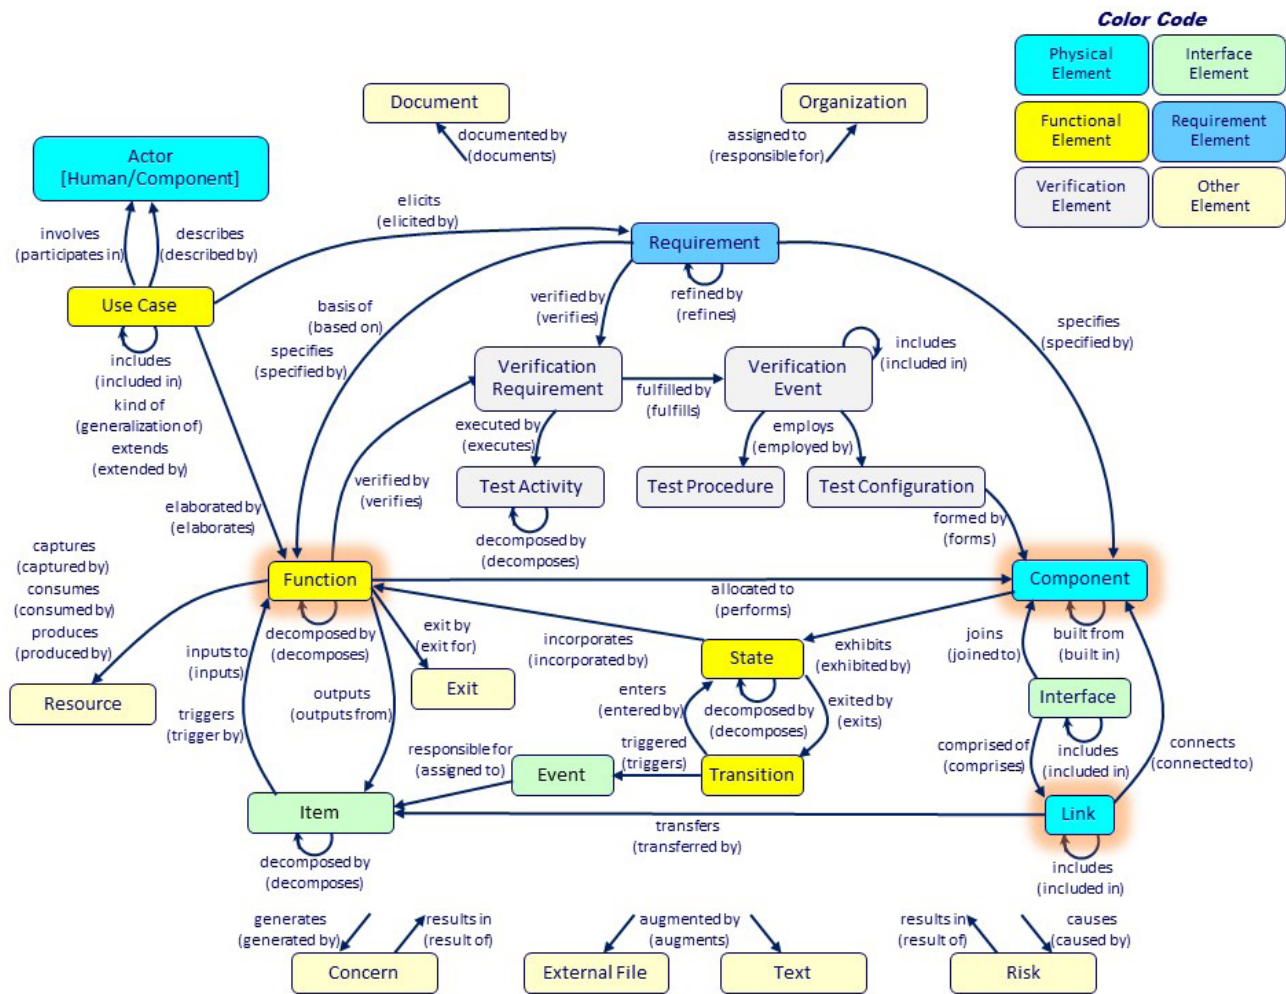 Color Code
Physical
Element
Interface
Element
Functional
Element
Requirement
Element
Verification
Element
Other
Element
Document
Organization
documented by
(documents)
assigned to
(responsible for)
Actor
[Human/Component]
elicits
(elicited by)
involves
(participates in)
describes
(described by)
Requirement
Use Case
refined by
(refines)
verified by
(verifies)
basis of
(based on)
specifies
(specified by)
specifies
(specified by)
includes
(included in)
kind of
(generalization of)
extends
(extended by)
includes
(included in)
Verification
Requirement
fulfilled by
(fulfills)
Verification
Event
executed by
(executes)
employs
(employed by)
verified by
(verifies)
Test Activity
Test Procedure
Test Configuration
elaborated by
(elaborates)
decomposed by
(decomposes)
formed by
(forms)
captures
(captured by)
consumes
(consumed by)
produces
(produced by)
Function
allocated to
(performs)
Component
decomposed by
(decomposes)
exit by
(exit for)
incorporates
(incorporated by)
State
exhibits
(exhibited by)
joins
(joined to)
built from
(built in)
inputs to
(inputs)
Resource
Exit
outputs
(outputs from)
enters
(entered by)
decomposed by
(decomposes)
exited by
(exits)
Interface
triggers
(trigger by)
responsible for
(assigned to)
Event
triggered
(triggers)
Transition
comprised of
(comprises)
includes
(included in)
connects
(connected to)
Item
transfers
(transferred by)
Link
decomposed by
(decomposes)
includes
(included in)
generates
(generated by)
results in
(result of)
augmented by
(augments)
results in
(result of)
causes
(caused by)
Concern
External File
Text
Risk